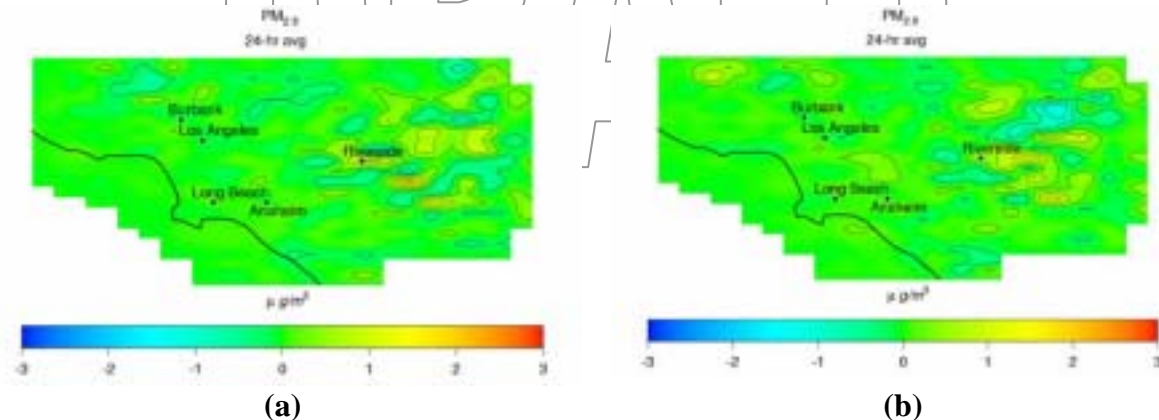 PM2.5
24-hr avg
Burbank
Los Angeles
Riverside
Long Beach
Anaheim
μ g/m3
-3 -2 -1 0 1 2 3
(a)
PM2.5
24-hr avg
Burbank
Los Angeles
Riverside
Long Beach
Anaheim
μ g/m3
-3 -2 -1 0 1 2 3
(b)